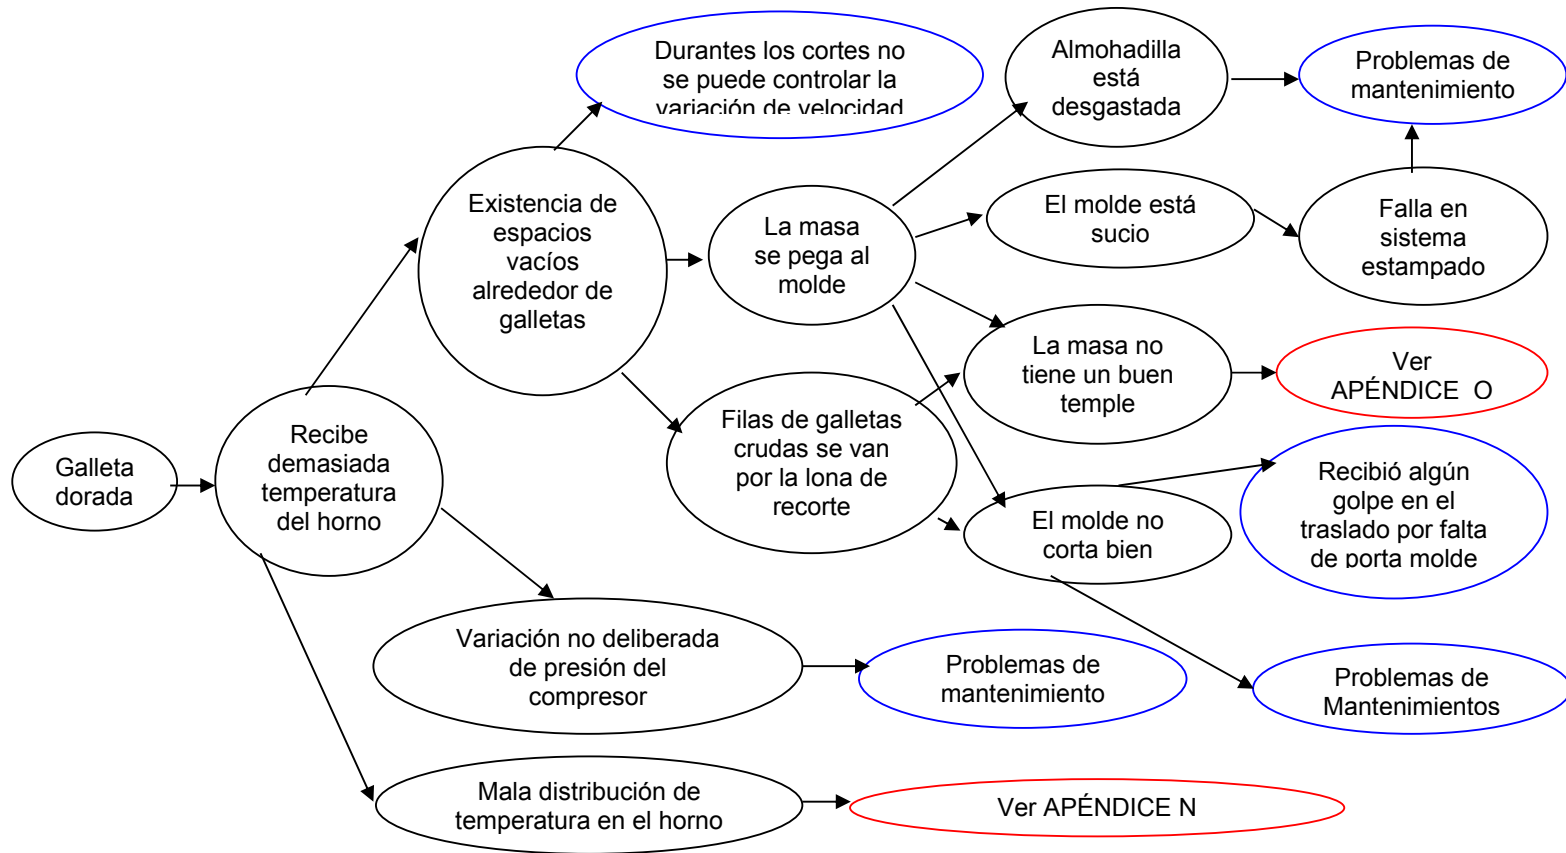 Durantes los cortes no
se puede controlar la
variación de velocidad
Almohadilla
está
desgastada
Problemas de
mantenimiento
Existencia de
espacios
vacíos
alrededor de
galletas
La masa
se pega al
molde
El molde está
sucio
Falla en
sistema
estampado
La masa no
tiene un buen
temple
Ver
APÉNDICE O
Galleta
dorada
Recibe
demasiada
temperatura
del horno
Filas de galletas
crudas se van
por la lona de
recorte
El molde no
corta bien
Recibió algún
golpe en el
traslado por falta
de porta molde
Variación no deliberada
de presión del
compresor
Problemas de
mantenimiento
Problemas de
Mantenimientos
Mala distribución de
temperatura en el horno
Ver APÉNDICE N